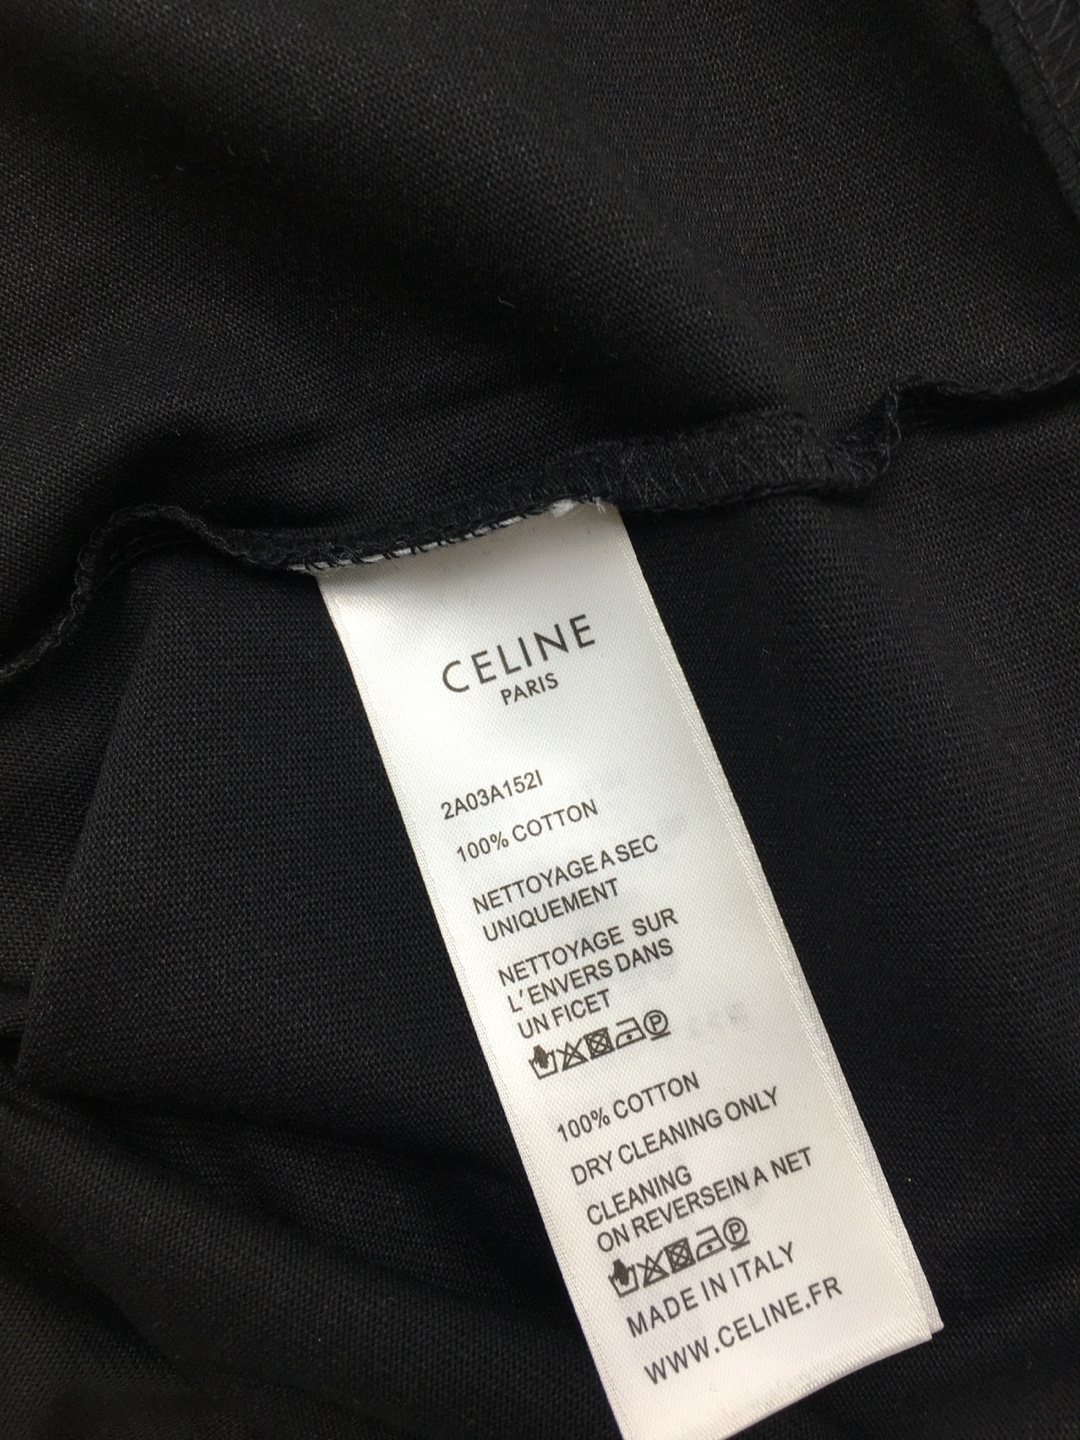 CELINE
PARIS
2A03A152I
100% COTTON
NETTOYAGE A SEC
UNIQUEMENT
NETTOYAGE SUR
L'ENVERS DANS
UN FICET
100% COTTON
DRY CLEANING ONLY
CLEANING
ON REVERSEIN A NET
MADE IN ITALY
WWW.CELINE.FR